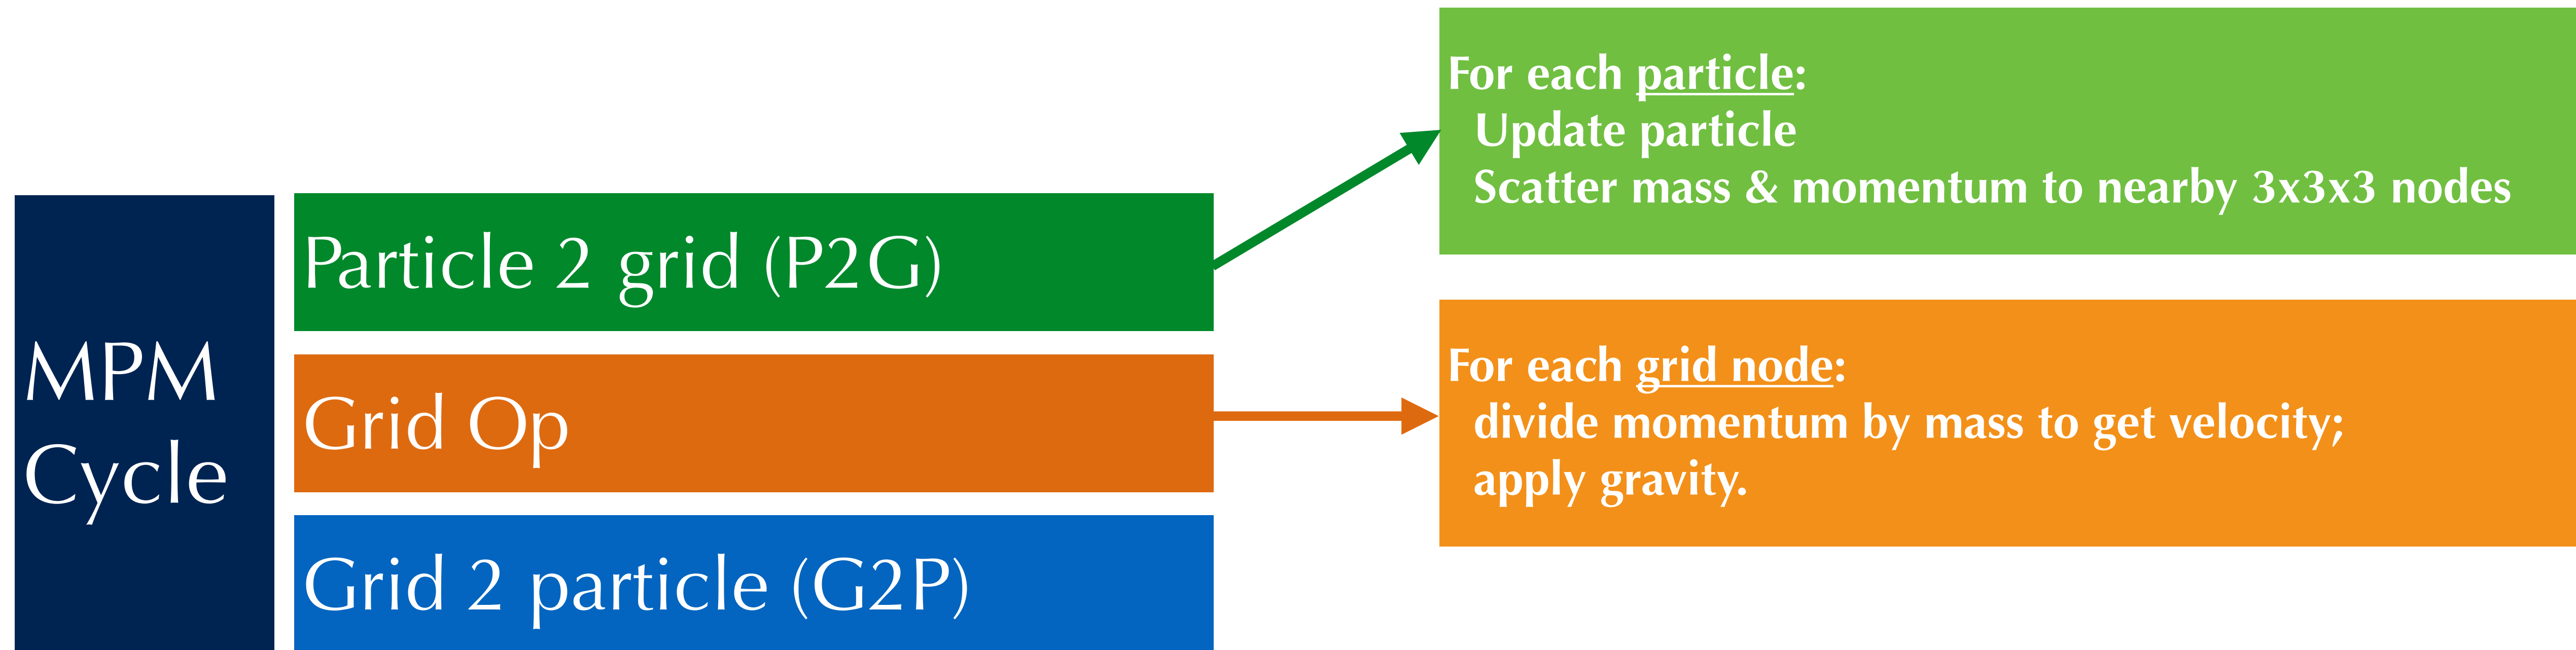 MPM
Cycle
Particle 2 grid (P2G)
Grid Op
Grid 2 particle (G2P)
For each particle:
Update particle
Scatter mass & momentum to nearby 3x3x3 nodes
For each grid node:
divide momentum by mass to get velocity;
apply gravity.